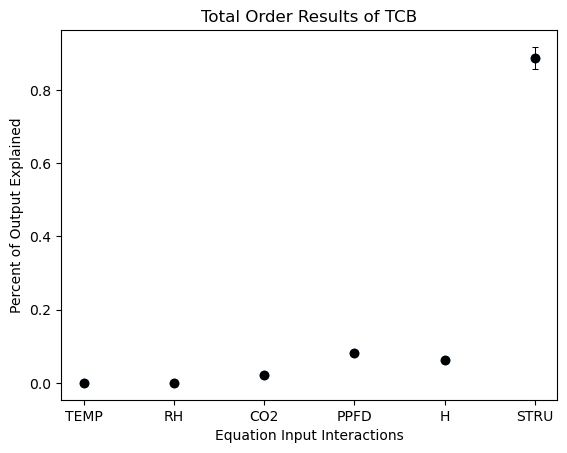 Total Order Results of TCB
Percent of Output Explained
0.8
0.6
0.4
0.2
0.0
TEMP RH CO2 PPFD H STRU
Equation Input Interactions